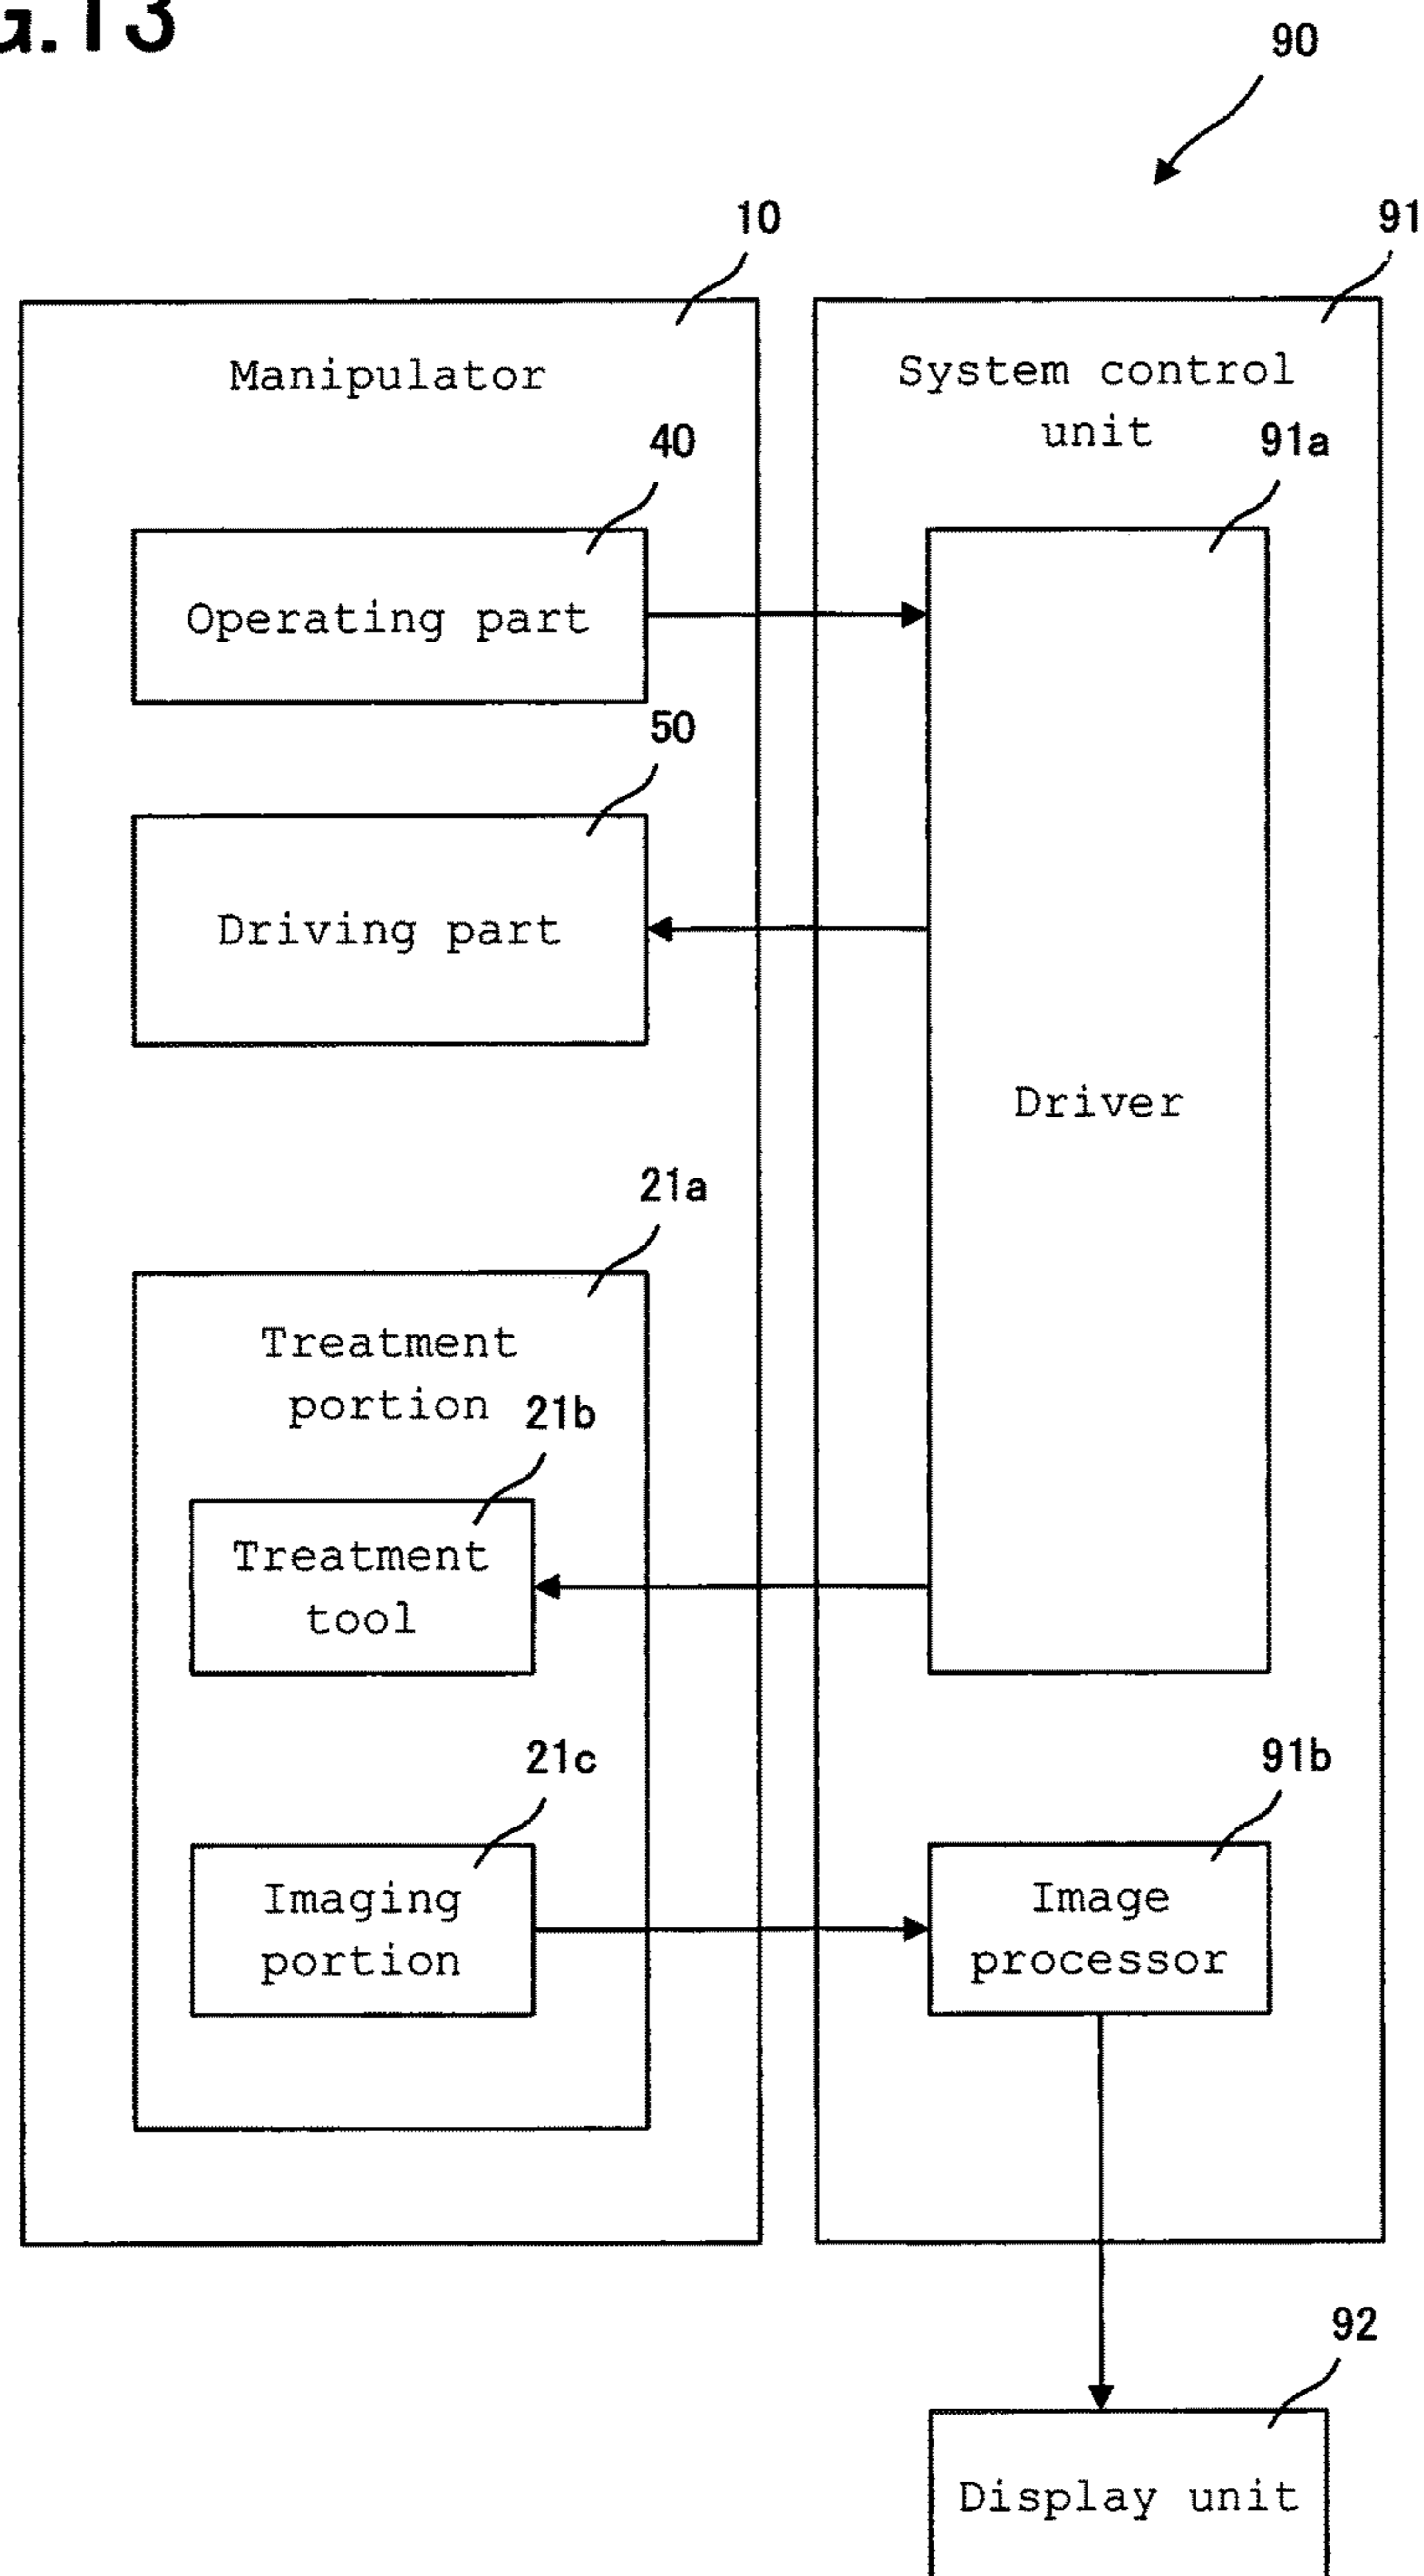 G.13
90
10
91
Manipulator
System control
unit
40
91a
Operating part
50
Driving part
Driver
21a
Treatment
portion
21b
Treatment
tool
21c
91b
Imaging
portion
Image
processor
92
Display unit